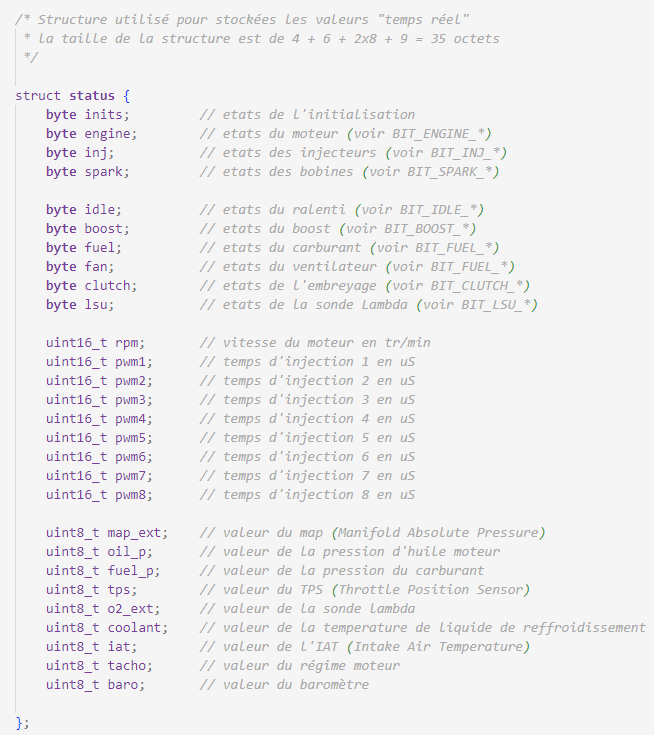 /* Structure utilisé pour stockées les valeurs "temps réel"
 * la taille de la structure est de 4 + 6 + 2x8 + 9 = 35 octets
 */
struct status {
    byte inits;         // etats de l'initialisation
    byte engine;        // etats du moteur (voir BIT_ENGINE_*)
    byte inj;           // etats des injecteurs (voir BIT_INJ_*)
    byte spark;         // etats des bobines (voir BIT_SPARK_*)
    byte idle;          // etats du ralenti (voir BIT_IDLE_*)
    byte boost;         // etats du boost (voir BIT_BOOST_*)
    byte fuel;          // etats du carburant (voir BIT_FUEL_*)
    byte fan;           // etats du ventilateur (voir BIT_FUEL_*)
    byte clutch;        // etats de l'embreyage (voir BIT_CLUTCH_*)
    byte lsu;           // etats de la sonde Lambda (voir BIT_LSU_*)
    uint16_t rpm;       // vitesse du moteur en tr/min
    uint16_t pwm1;      // temps d'injection 1 en uS
    uint16_t pwm2;      // temps d'injection 2 en uS
    uint16_t pwm3;      // temps d'injection 3 en uS
    uint16_t pwm4;      // temps d'injection 4 en uS
    uint16_t pwm5;      // temps d'injection 5 en uS
    uint16_t pwm6;      // temps d'injection 6 en uS
    uint16_t pwm7;      // temps d'injection 7 en uS
    uint16_t pwm8;      // temps d'injection 8 en uS
    uint8_t map_ext;    // valeur du map (Manifold Absolute Pressure)
    uint8_t oil_p;      // valeur de la pression d'huile moteur
    uint8_t fuel_p;     // valeur de la pression du carburant
    uint8_t tps;        // valeur du TPS (Throttle Position Sensor)
    uint8_t o2_ext;     // valeur de la sonde lambda
    uint8_t coolant;    // valeur de la temperature de liquide de reffroidissement
    uint8_t iat;        // valeur de l'IAT (Intake Air Temperature)
    uint8_t tacho;      // valeur du régime moteur
    uint8_t baro;       // valeur du baromètre
};